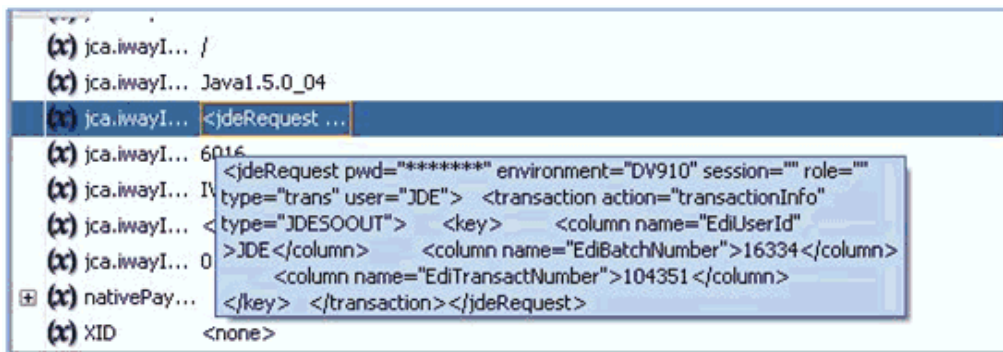 (x) jca.iwayI... /
(x) jca.iwayI... Java1.5.0_04
(x) jca.iwayI... <jdeRequest ...
(x) jca.iwayI... 6016
(x) jca.iwayI...
(x) jca.iwayI... <
(x) jca.iwayI... 0
(x) nativePay...
(x) XID <none>
<jdeRequest pwd="*******" environment="DV910" session="" role=""
type="trans" user="JDE"> <transaction action="transactionInfo"
type="JDESOOUT"> <key> <column name="EdiUserId"
>JDE</column> <column name="EdiBatchNumber">16334</column>
<column name="EdiTransactNumber">104351</column>
</key> </transaction></jdeRequest>